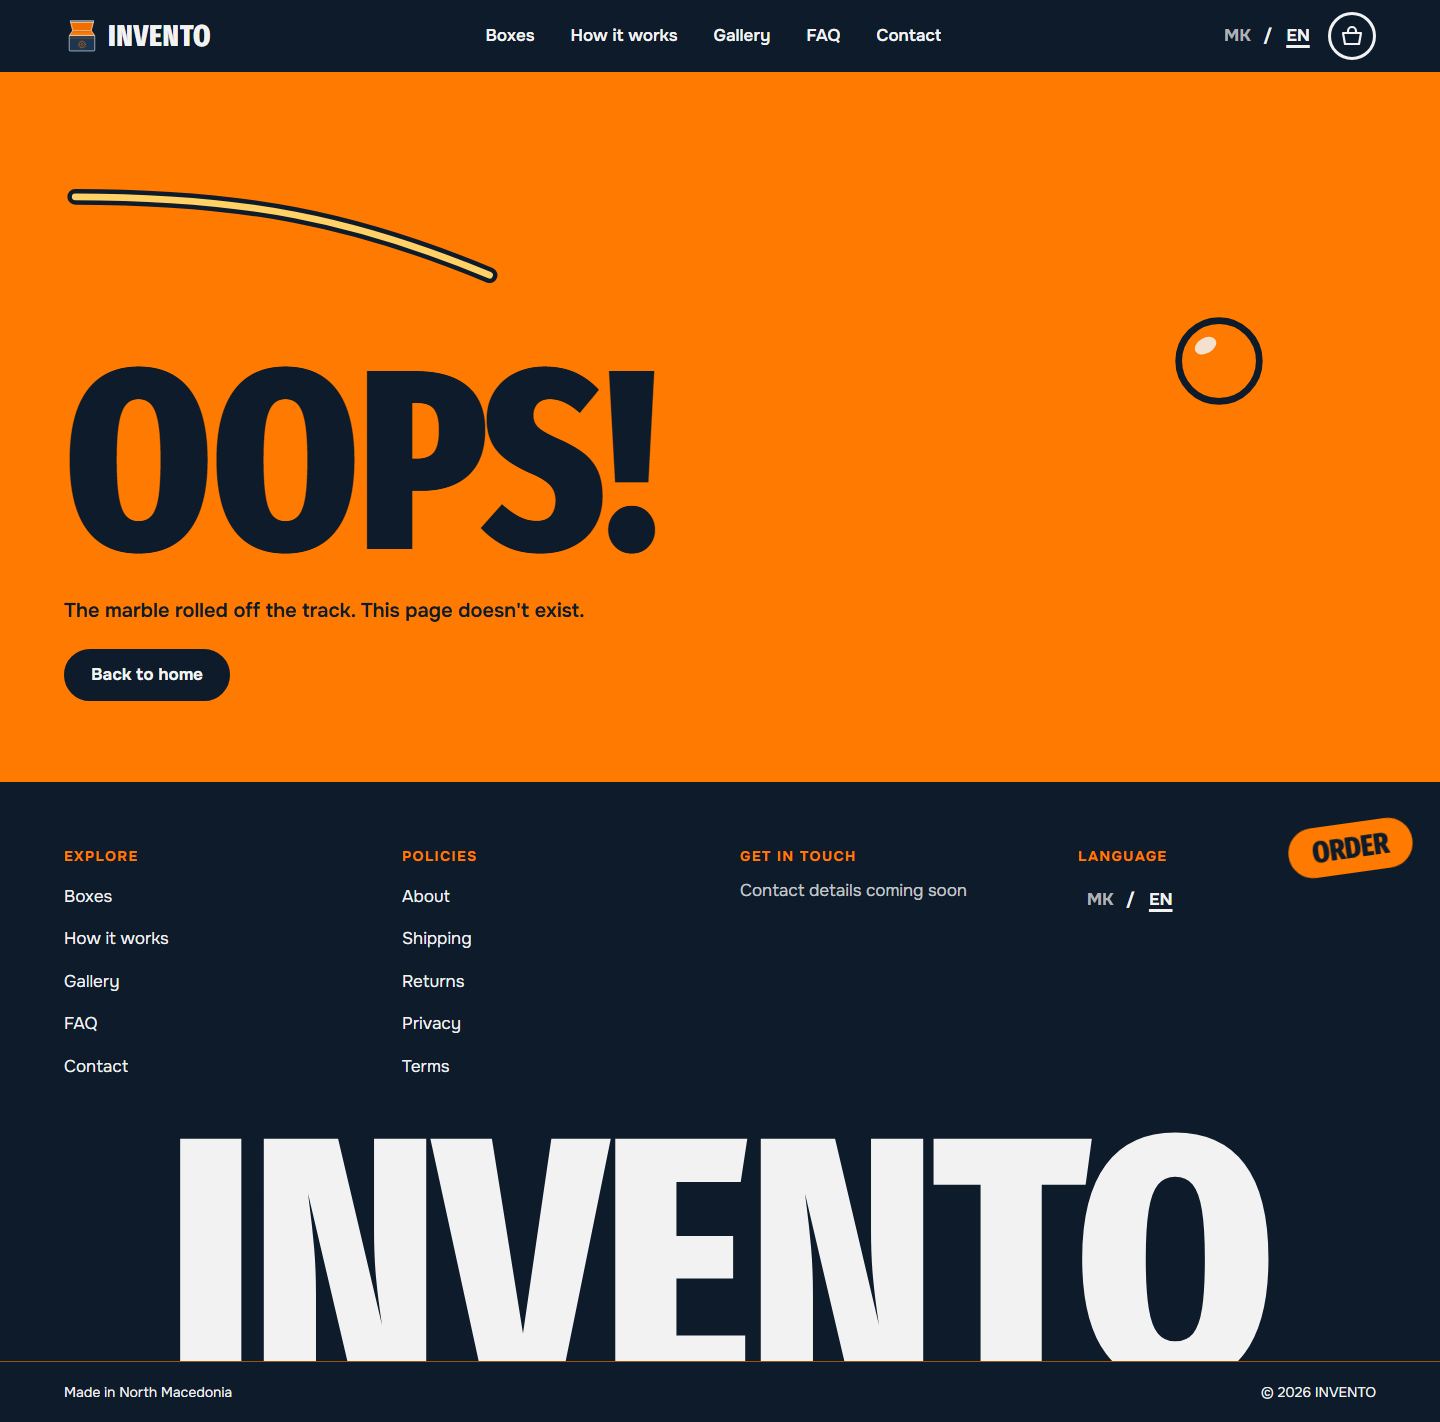 INVENTO
Boxes
How it works
Gallery
FAQ
Contact
MK / EN
OOPS!
The marble rolled off the track. This page doesn't exist.
Back to home
EXPLORE
Boxes
How it works
Gallery
FAQ
Contact
POLICIES
About
Shipping
Returns
Privacy
Terms
GET IN TOUCH
Contact details coming soon
LANGUAGE
MK / EN
ORDER
INVENTO
Made in North Macedonia
© 2026 INVENTO